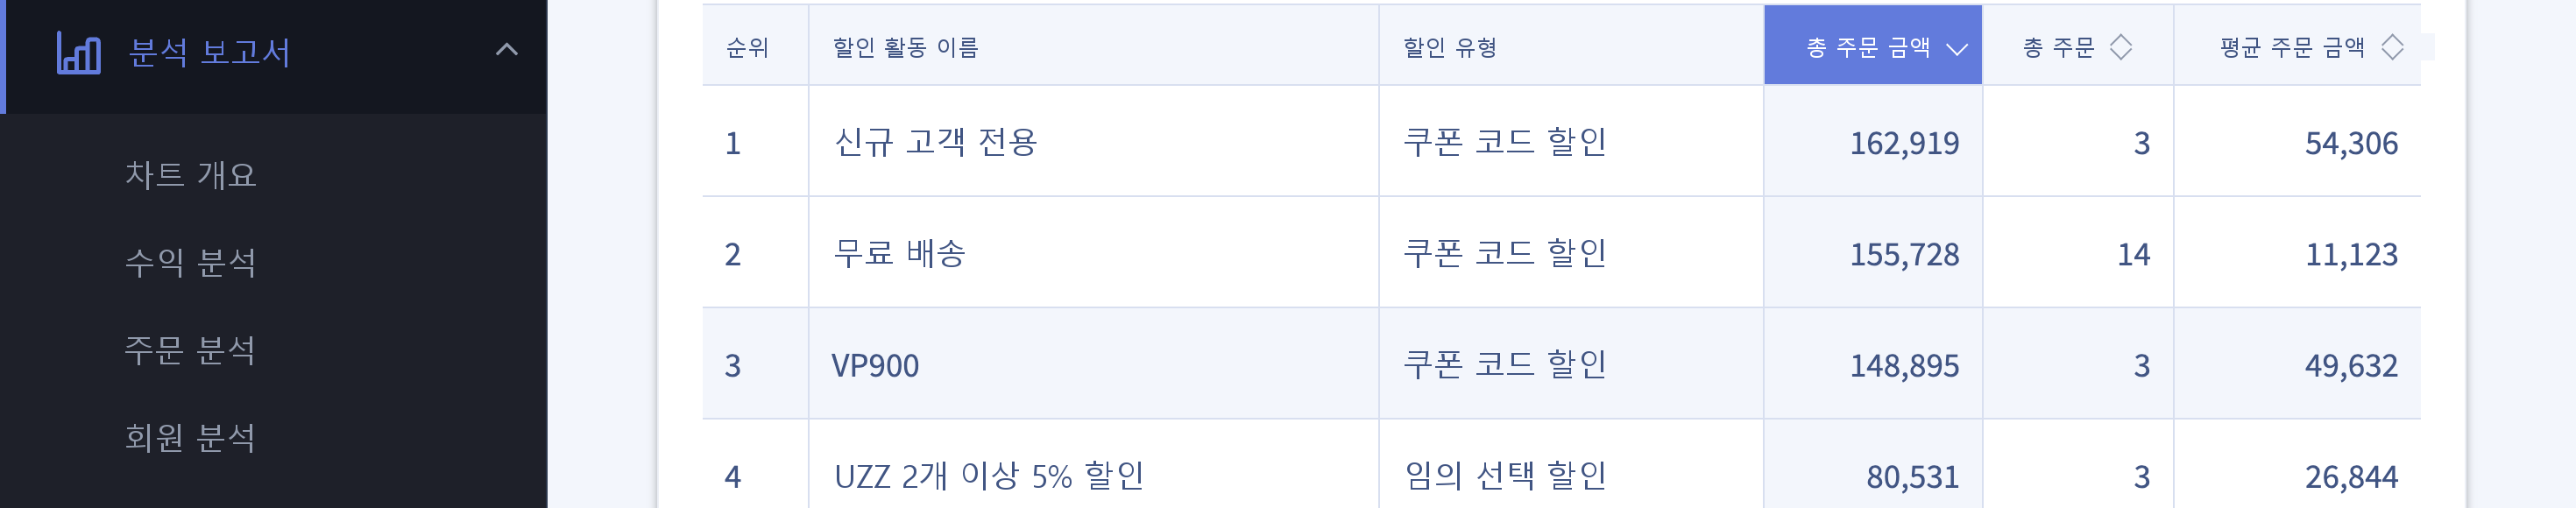 분석 보고서
차트 개요
수익 분석
주문 분석
회원 분석
순위 할인 활동 이름 할인 유형 총 주문 금액 총 주문 평균 주문 금액
1 신규 고객 전용 쿠폰 코드 할인 162,919 3 54,306
2 무료 배송 쿠폰 코드 할인 155,728 14 11,123
3 VP900 쿠폰 코드 할인 148,895 3 49,632
4 UZZ 2개 이상 5% 할인 임의 선택 할인 80,531 3 26,844